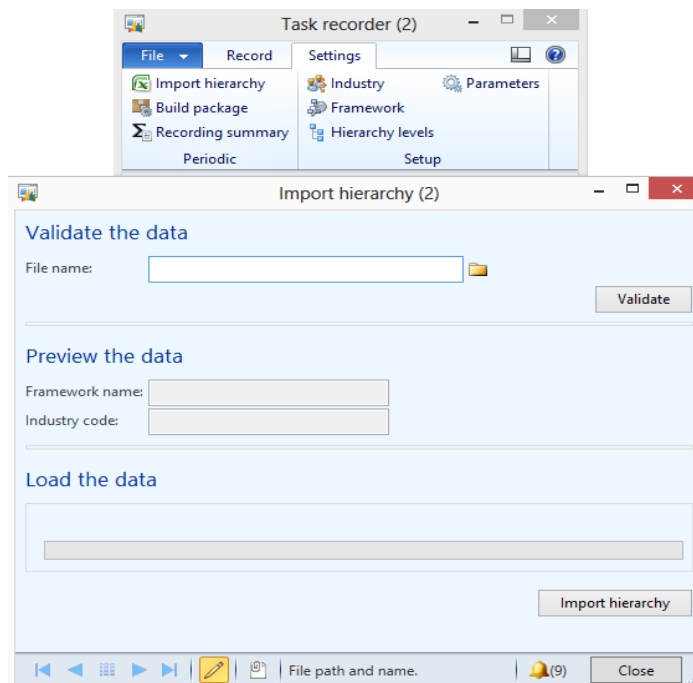 Task recorder (2)
File Record Settings
Import hierarchy Industry Parameters
Build package Framework
Recording summary Hierarchy levels
Periodic Setup
Import hierarchy (2)
Validate the data
File name:
Validate
Preview the data
Framework name:
Industry code:
Load the data
Import hierarchy
File path and name. (9) Close